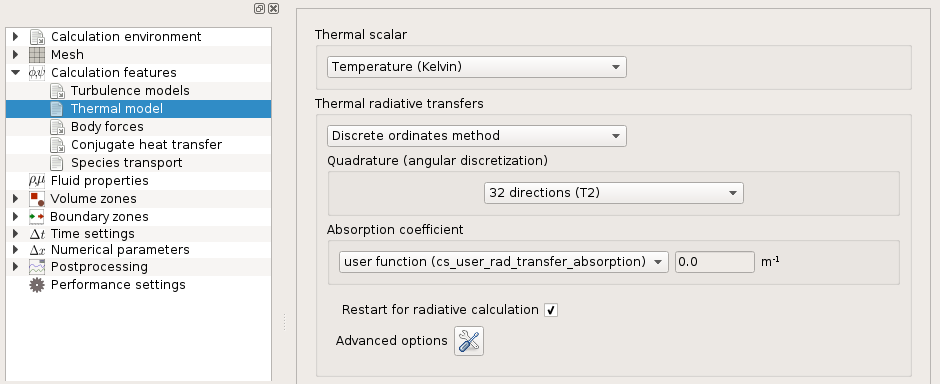 Calculation environment
Mesh
Calculation features
Turbulence models
Thermal model
Body forces
Conjugate heat transfer
Species transport
Fluid properties
Volume zones
Boundary zones
Δt Time settings
Δx Numerical parameters
Postprocessing
Performance settings
Thermal scalar
Temperature (Kelvin)
Thermal radiative transfers
Discrete ordinates method
Quadrature (angular discretization)
32 directions (T2)
Absorption coefficient
user function (cs_user_rad_transfer_absorption) 0.0 m⁻¹
Restart for radiative calculation
Advanced options